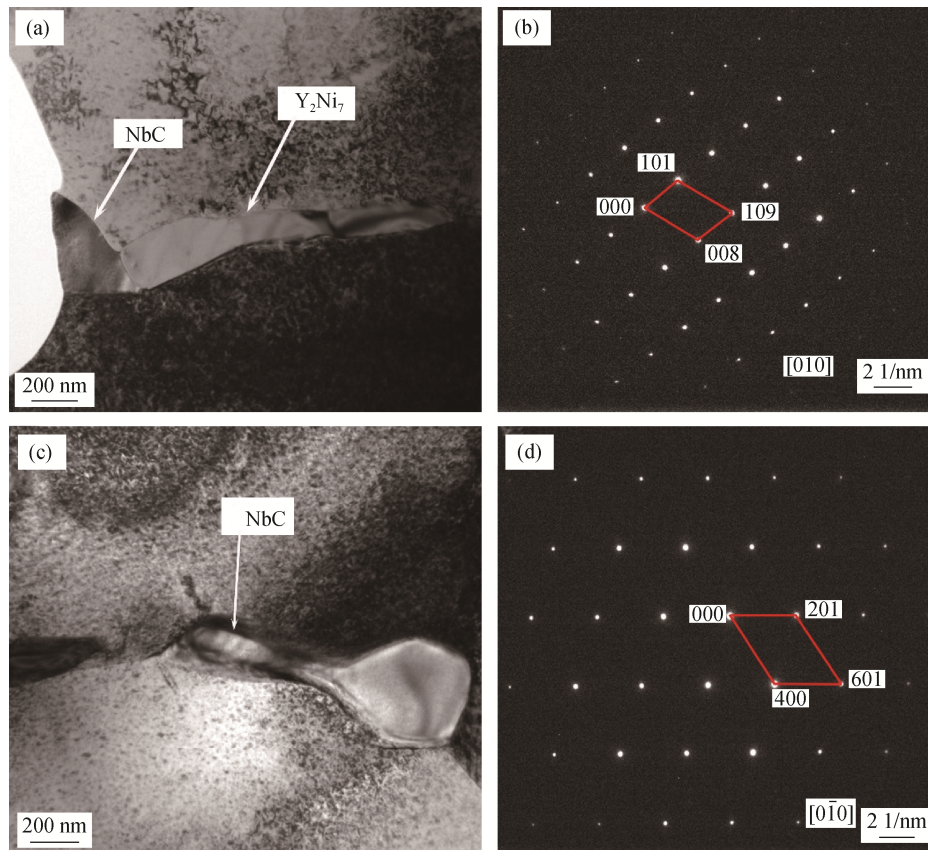 (a)
Y₂Ni₇
NbC
200 nm
(b)
101
000
109
008
[010]
2 1/nm
(c)
NbC
200 nm
(d)
000
201
400
601
[01̄0]
2 1/nm